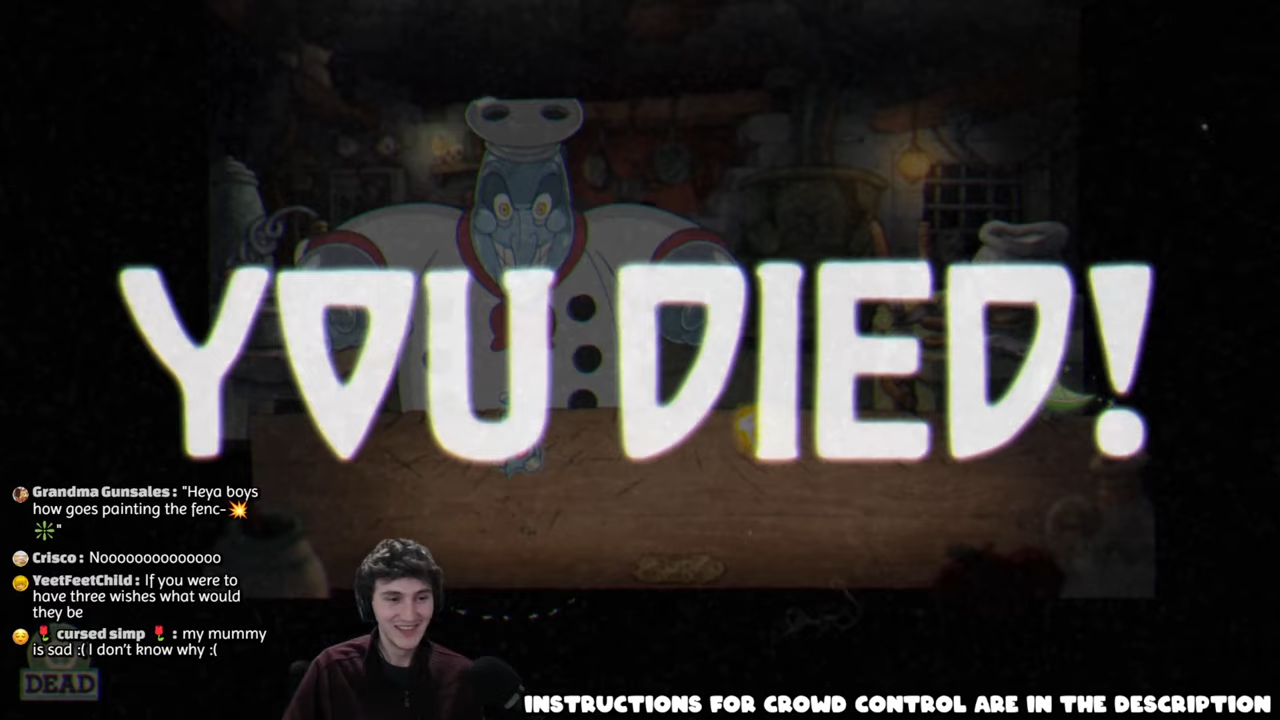 YOU DIED!
Grandma Gunsales : "Heya boys
how goes painting the fenc-💥
"
Crisco : Nooooooooooooo
YeetFeetChild : If you were to
have three wishes what would
they be
🌷 cursed simp 🌷 : my mummy
is sad :( I don't know why :(
DEAD
INSTRUCTIONS FOR CROWD CONTROL ARE IN THE DESCRIPTION